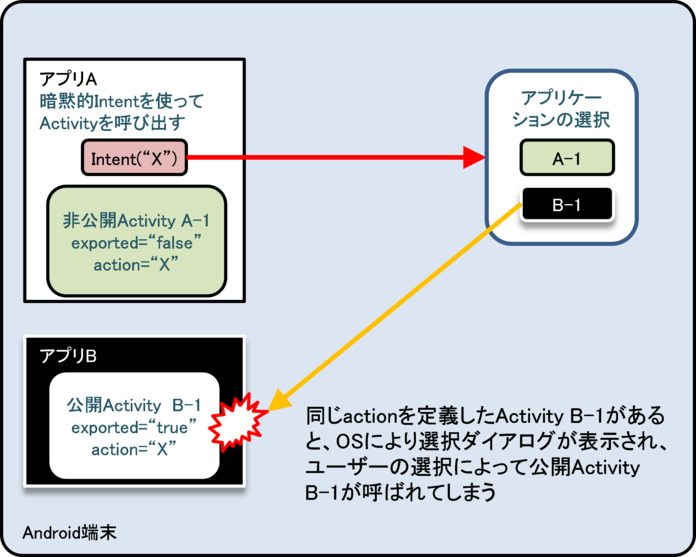 アプリA
暗黙的Intentを使って
Activityを呼び出す
Intent(“X”)
非公開Activity A-1
exported=“false”
action=“X”
アプリケー
ションの選択
A-1
B-1
アプリB
公開Activity B-1
exported=“true”
action=“X”
同じactionを定義したActivity B-1がある
と、OSにより選択ダイアログが表示され、
ユーザーの選択によって公開Activity
B-1が呼ばれてしまう
Android端末